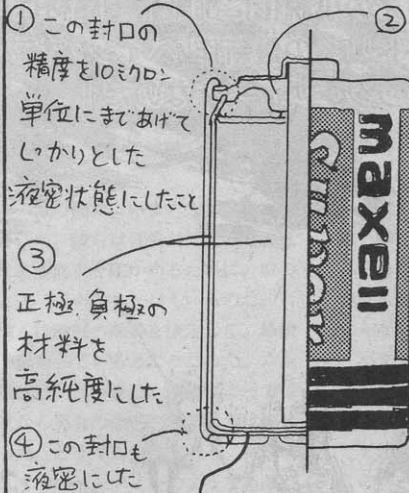 ① この封口の
精度を10ミクロン
単位にまであげて
しっかりとした
液密状態にしたこと
②
maxell
Super
③
正極、負極の
材料を
高純度にした
④ この封口も
液密にした